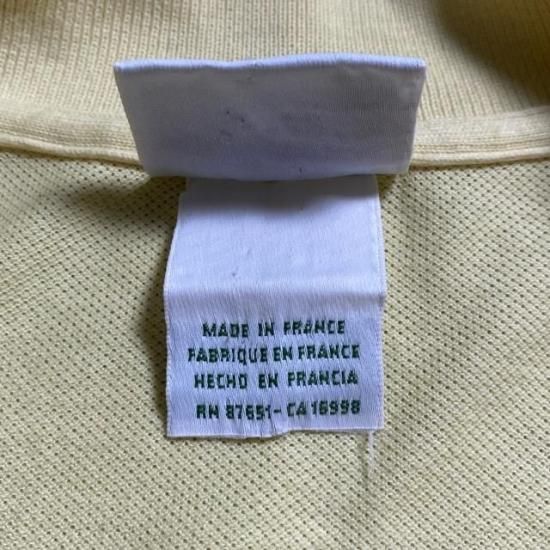 MADE IN FRANCE
FABRIQUE EN FRANCE
HECHO EN FRANCIA
RN 87651-CA 16998